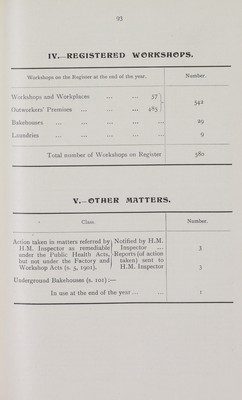 93
IV.—REGISTERED WORKSHOPS.
Workshops on the Register at the end of the year. Number.
Workshops and Workplaces ... ... 57
542
Outworkers' Premises ... ... ... 485
Bakehouses ... ... ... ... ... 29
Laundries ... ... ... ... ... 9
Total number of Workshops on Register 580
V.—OTHER MATTERS.
Class. Number.
Action taken in matters referred by Notified by H.M.
H.M. Inspector as remediable Inspector ... 3
under the Public Health Acts, Reports (of action
but not under the Factory and taken) sent to
Workshop Acts (s. 5, 1901). H.M. Inspector 3
Underground Bakehouses (s. 101):—
In use at the end of the year ... ... 1